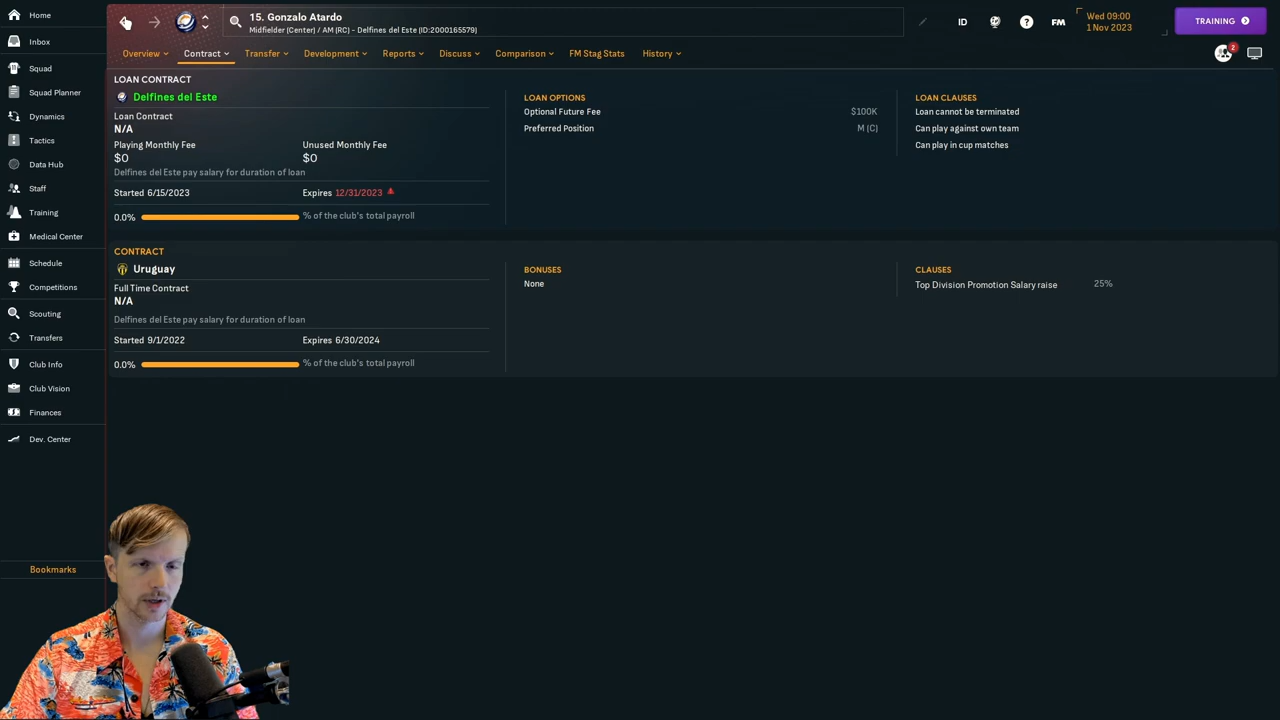 Home
Inbox
Squad
Squad Planner
Dynamics
Tactics
Data Hub
Staff
Training
Medical Center
Schedule
Competitions
Scouting
Transfers
Club Info
Club Vision
Finances
Dev. Center
Bookmarks
15. Gonzalo Atardo
Midfielder (Center) / AM (RC) - Delfines del Este (ID:2000165579)
ID
?
FM
Wed 09:00
1 Nov 2023
TRAINING
Overview
Contract
Transfer
Development
Reports
Discuss
Comparison
FM Stag Stats
History
2
LOAN CONTRACT
Delfines del Este
Loan Contract
N/A
Playing Monthly Fee
Unused Monthly Fee
$0
$0
Delfines del Este pay salary for duration of loan
Started 6/15/2023
Expires 12/31/2023
0.0%
% of the club's total payroll
LOAN OPTIONS
Optional Future Fee
$100K
Preferred Position
M (C)
LOAN CLAUSES
Loan cannot be terminated
Can play against own team
Can play in cup matches
CONTRACT
Uruguay
Full Time Contract
N/A
Delfines del Este pay salary for duration of loan
Started 9/1/2022
Expires 6/30/2024
0.0%
% of the club's total payroll
BONUSES
None
CLAUSES
Top Division Promotion Salary raise
25%